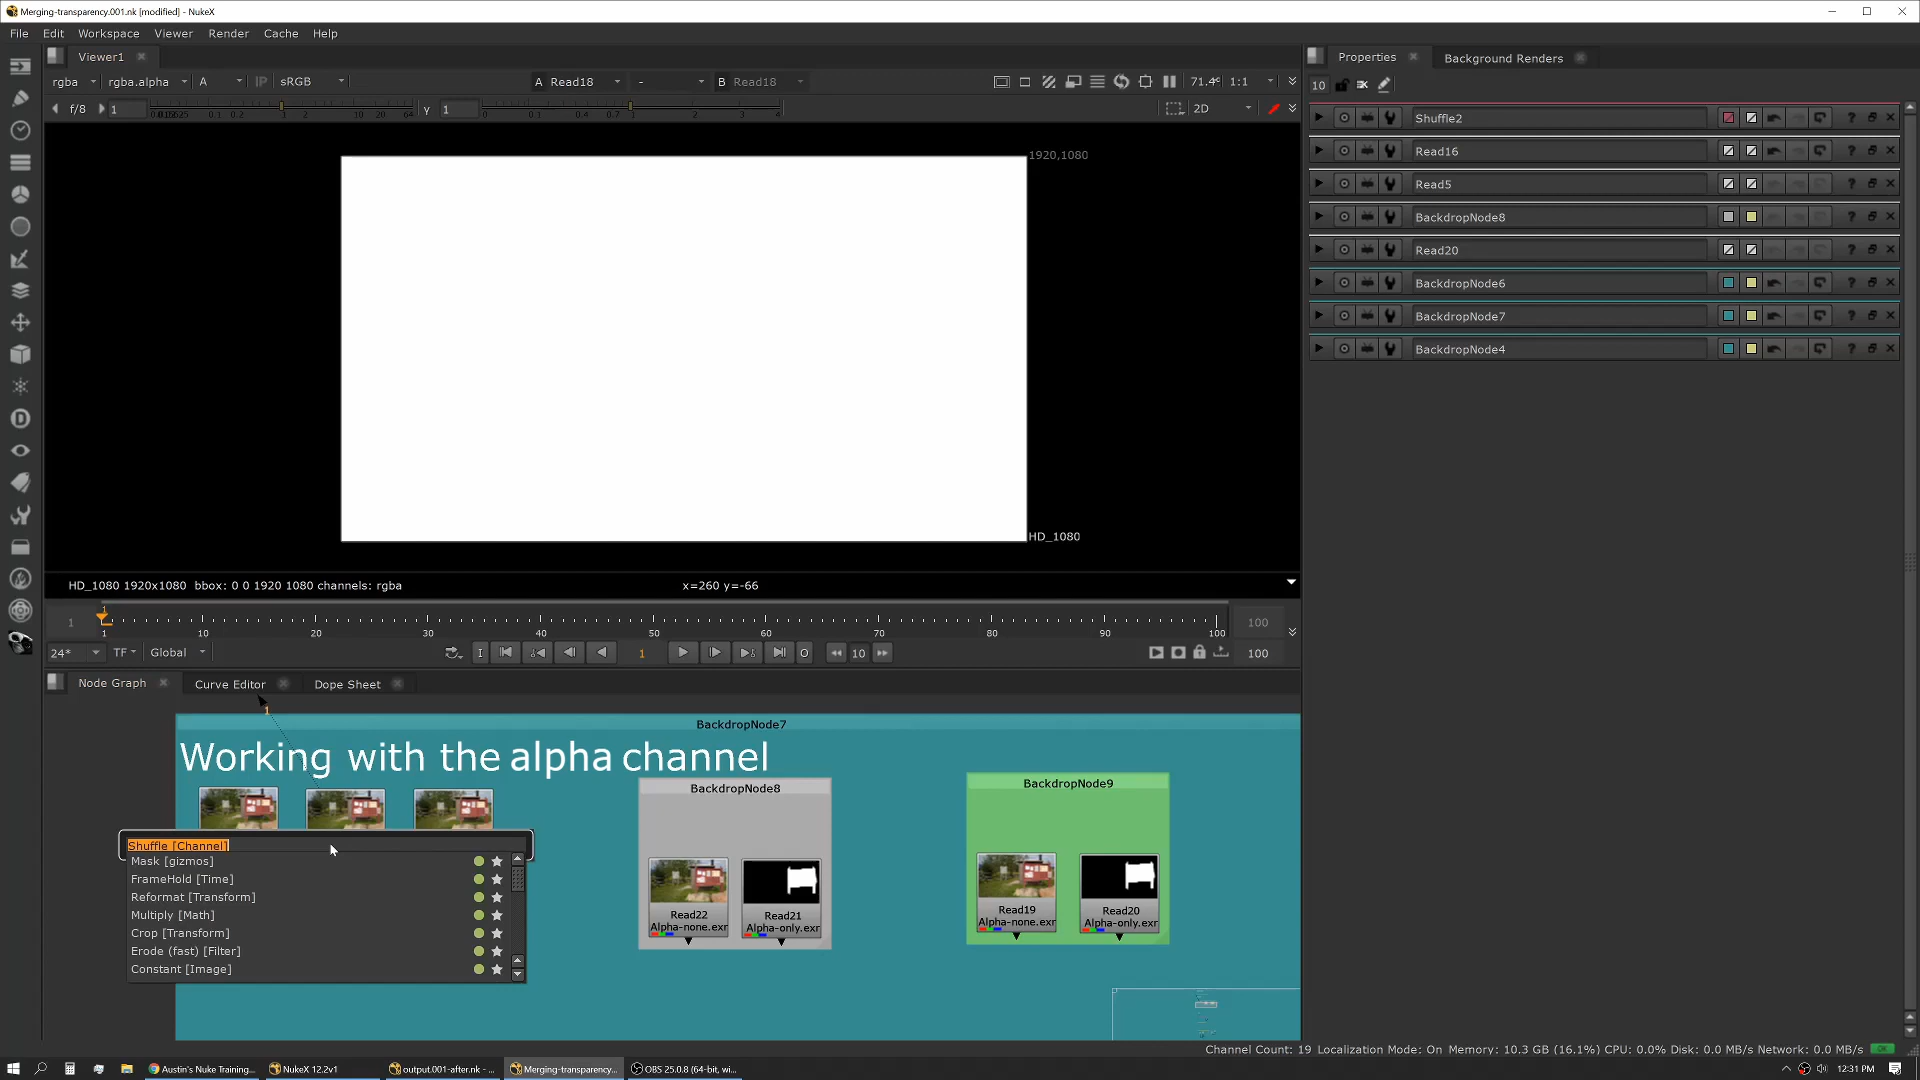 Merging-transparency.001.nk [modified] - NukeX
File Edit Workspace Viewer Render Cache Help
Viewer1
rgba rgba.alpha A IP sRGB A Read18 - B Read18 71.4% 1:1
f/8 1 y 1 2D
1920,1080
HD_1080
HD_1080 1920x1080 bbox: 0 0 1920 1080 channels: rgba x=260 y=-66
1
1 1 10 20 30 40 50 60 70 80 90 100 100
24* TF Global I 1 O 10 100
Node Graph Curve Editor Dope Sheet
1
BackdropNode7
Working with the alpha channel
BackdropNode8
BackdropNode9
Shuffle [Channel]
Mask [gizmos]
FrameHold [Time]
Reformat [Transform]
Multiply [Math]
Crop [Transform]
Erode (fast) [Filter]
Constant [Image]
Read22
Alpha-none.exr
Read21
Alpha-only.exr
Read19
Alpha-none.exr
Read20
Alpha-only.exr
Properties Background Renders
10
Shuffle2
Read16
Read5
BackdropNode8
Read20
BackdropNode6
BackdropNode7
BackdropNode4
Channel Count: 19 Localization Mode: On Memory: 10.3 GB (16.1%) CPU: 0.0% Disk: 0.0 MB/s Network: 0.0 MB/s
Austin's Nuke Training... NukeX 12.2v1 output.001-after.nk - ... Merging-transparency... OBS 25.0.8 (64-bit, wi... 12:31 PM